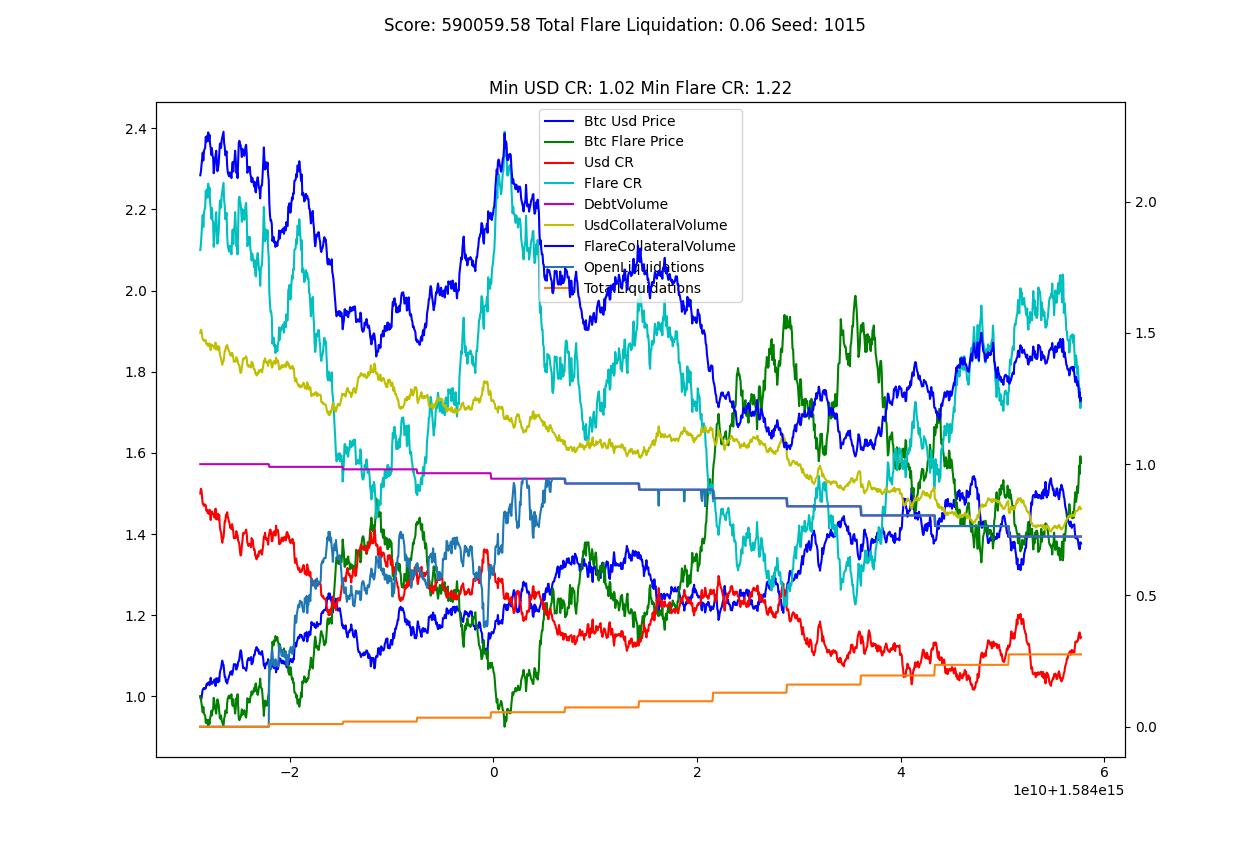 Score: 590059.58 Total Flare Liquidation: 0.06 Seed: 1015
Min USD CR: 1.02 Min Flare CR: 1.22
Btc Usd Price
Btc Flare Price
Usd CR
Flare CR
DebtVolume
UsdCollateralVolume
FlareCollateralVolume
OpenLiquidations
TotalLiquidations
2.4
2.2
2.0
1.8
1.6
1.4
1.2
1.0
2.0
1.5
1.0
0.5
0.0
−2
0
2
4
6
1e10+1.584e15